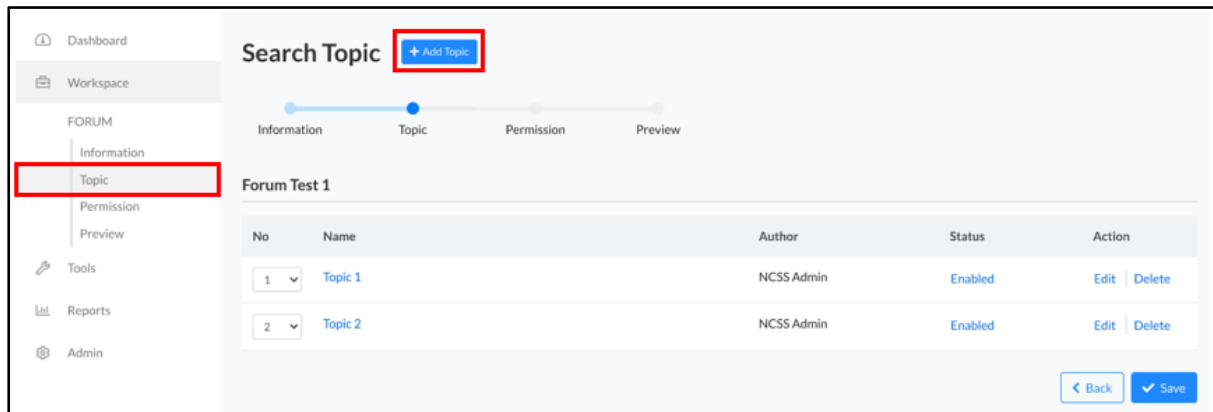 Dashboard
Workspace
FORUM
Information
Topic
Permission
Preview
Tools
Reports
Admin
Search Topic + Add Topic
Information Topic Permission Preview
Forum Test 1
No Name Author Status Action
1 Topic 1 NCSS Admin Enabled Edit Delete
2 Topic 2 NCSS Admin Enabled Edit Delete
Back Save